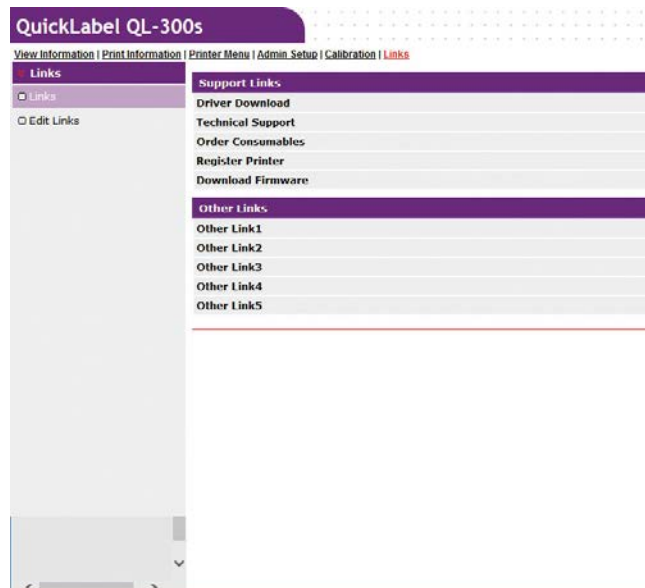 QuickLabel QL-300s
View Information | Print Information | Printer Menu | Admin Setup | Calibration | Links
Links
Links
Edit Links
Support Links
Driver Download
Technical Support
Order Consumables
Register Printer
Download Firmware
Other Links
Other Link1
Other Link2
Other Link3
Other Link4
Other Link5